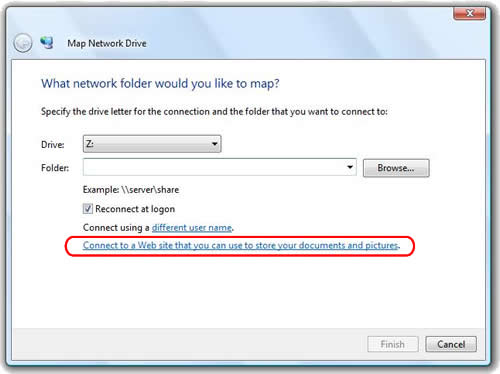 Map Network Drive
What network folder would you like to map?
Specify the drive letter for the connection and the folder that you want to connect to:
Drive: Z:
Folder: Browse...
Example: \\server\share
Reconnect at logon
Connect using a different user name.
Connect to a Web site that you can use to store your documents and pictures.
Finish Cancel